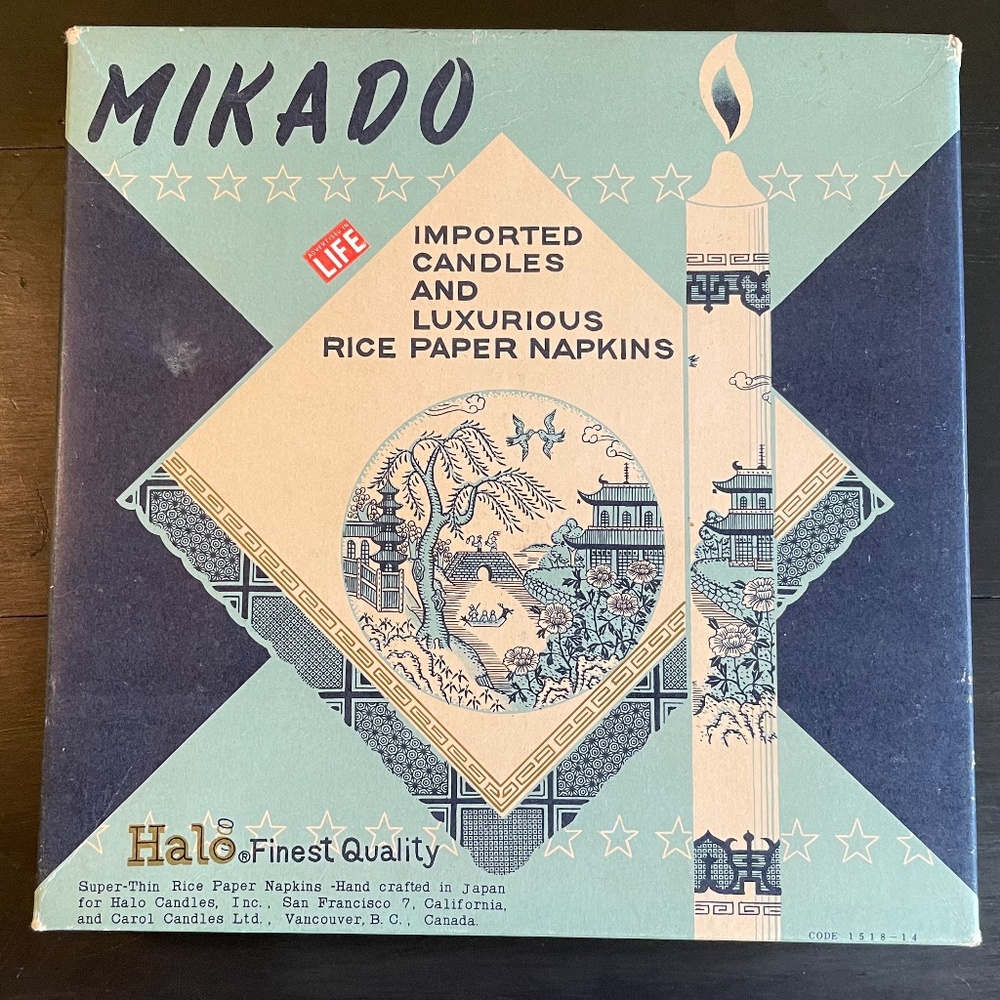 MIKADO
ADVERTISED IN
LIFE
IMPORTED
CANDLES
AND
LUXURIOUS
RICE PAPER NAPKINS
Halo ® Finest Quality
Super-Thin Rice Paper Napkins -Hand crafted in Japan
for Halo Candles, Inc., San Francisco 7, California,
and Carol Candles Ltd., Vancouver, B.C., Canada.
CODE 1518-14